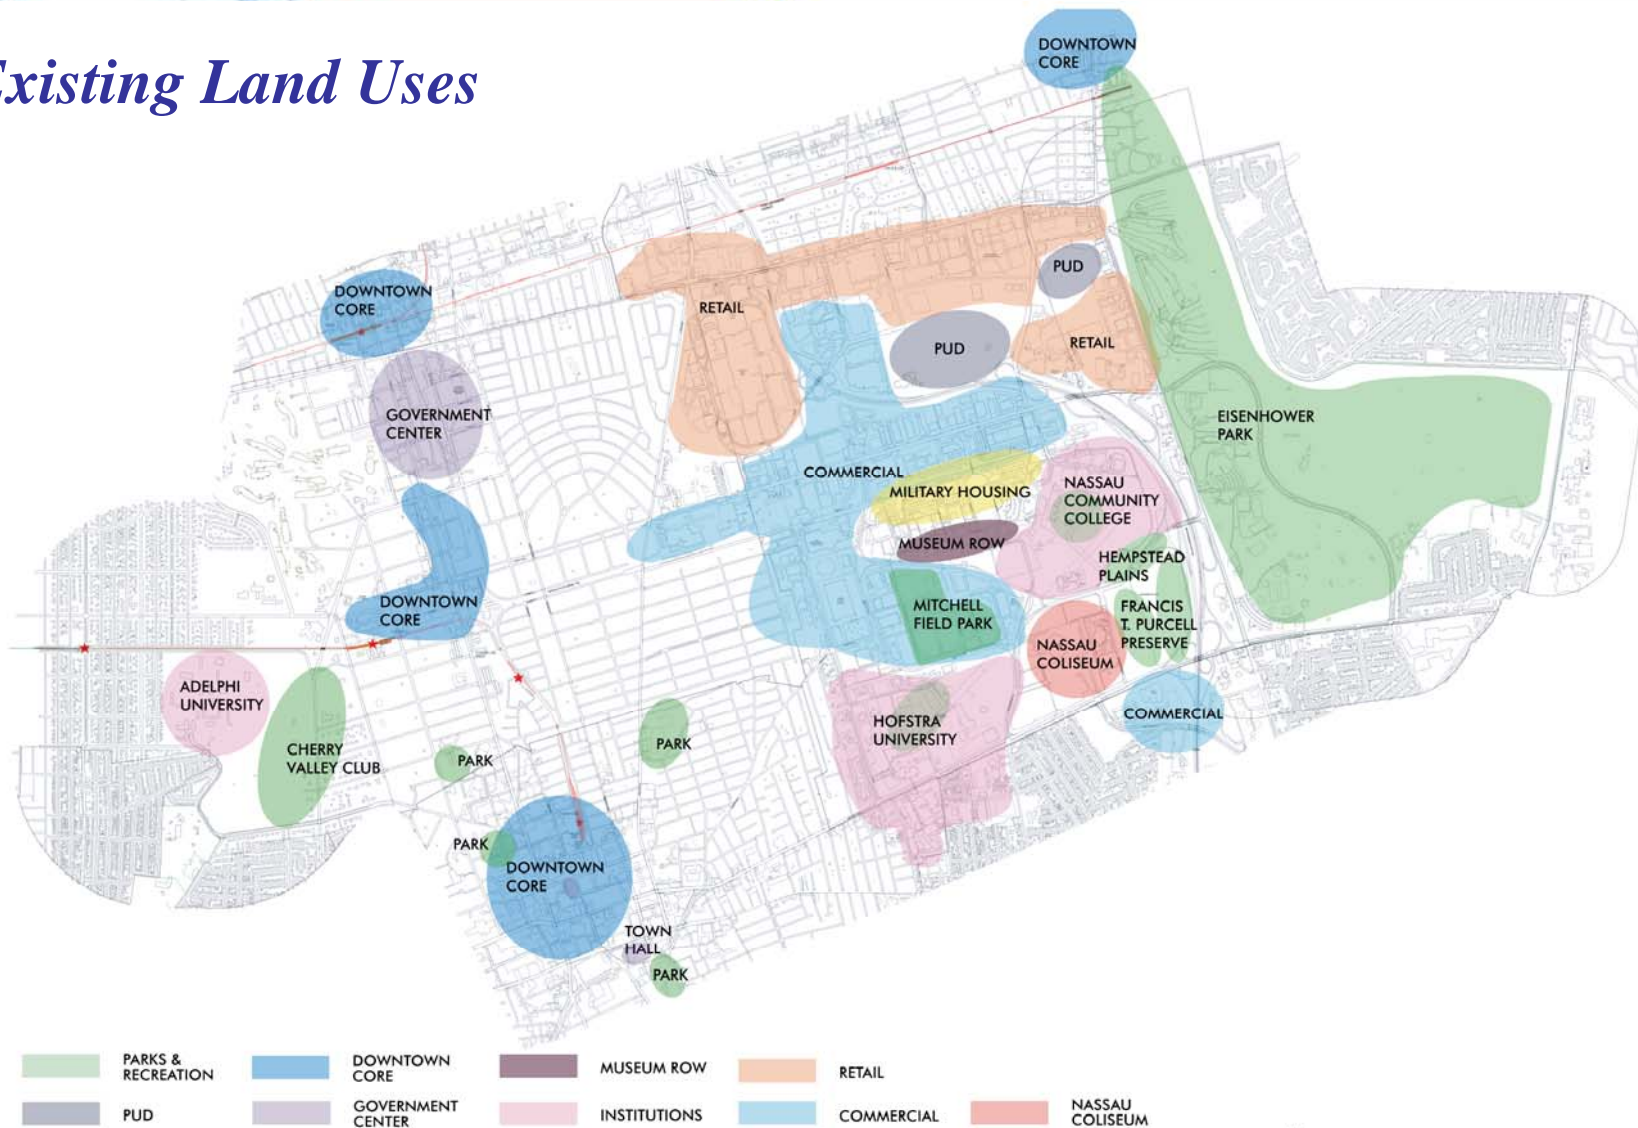 Existing Land Uses
DOWNTOWN
CORE
DOWNTOWN
CORE
PUD
RETAIL
PUD
RETAIL
GOVERNMENT
CENTER
EISENHOWER
PARK
COMMERCIAL
MILITARY HOUSING
NASSAU
COMMUNITY
COLLEGE
MUSEUM ROW
HEMPSTEAD
PLAINS
DOWNTOWN
CORE
MITCHELL
FIELD PARK
FRANCIS
T. PURCELL
PRESERVE
NASSAU
COLISEUM
ADELPHI
UNIVERSITY
COMMERCIAL
HOFSTRA
UNIVERSITY
CHERRY
VALLEY CLUB
PARK
PARK
PARK
DOWNTOWN
CORE
TOWN
HALL
PARK
PARKS &
RECREATION
DOWNTOWN
CORE
MUSEUM ROW
RETAIL
PUD
GOVERNMENT
CENTER
INSTITUTIONS
COMMERCIAL
NASSAU
COLISEUM